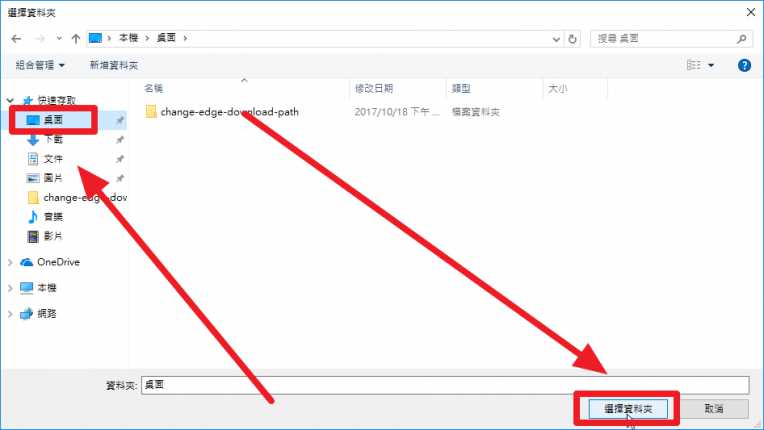 選擇資料夾
本機 > 桌面 >
搜尋 桌面
組合管理 新增資料夾
名稱 修改日期 類型 大小
快速存取
桌面
change-edge-download-path 2017/10/18 下午 ... 檔案資料夾
下載
文件
圖片
change-edge-dow
音樂
影片
OneDrive
本機
網路
資料夾: 桌面
選擇資料夾 取消